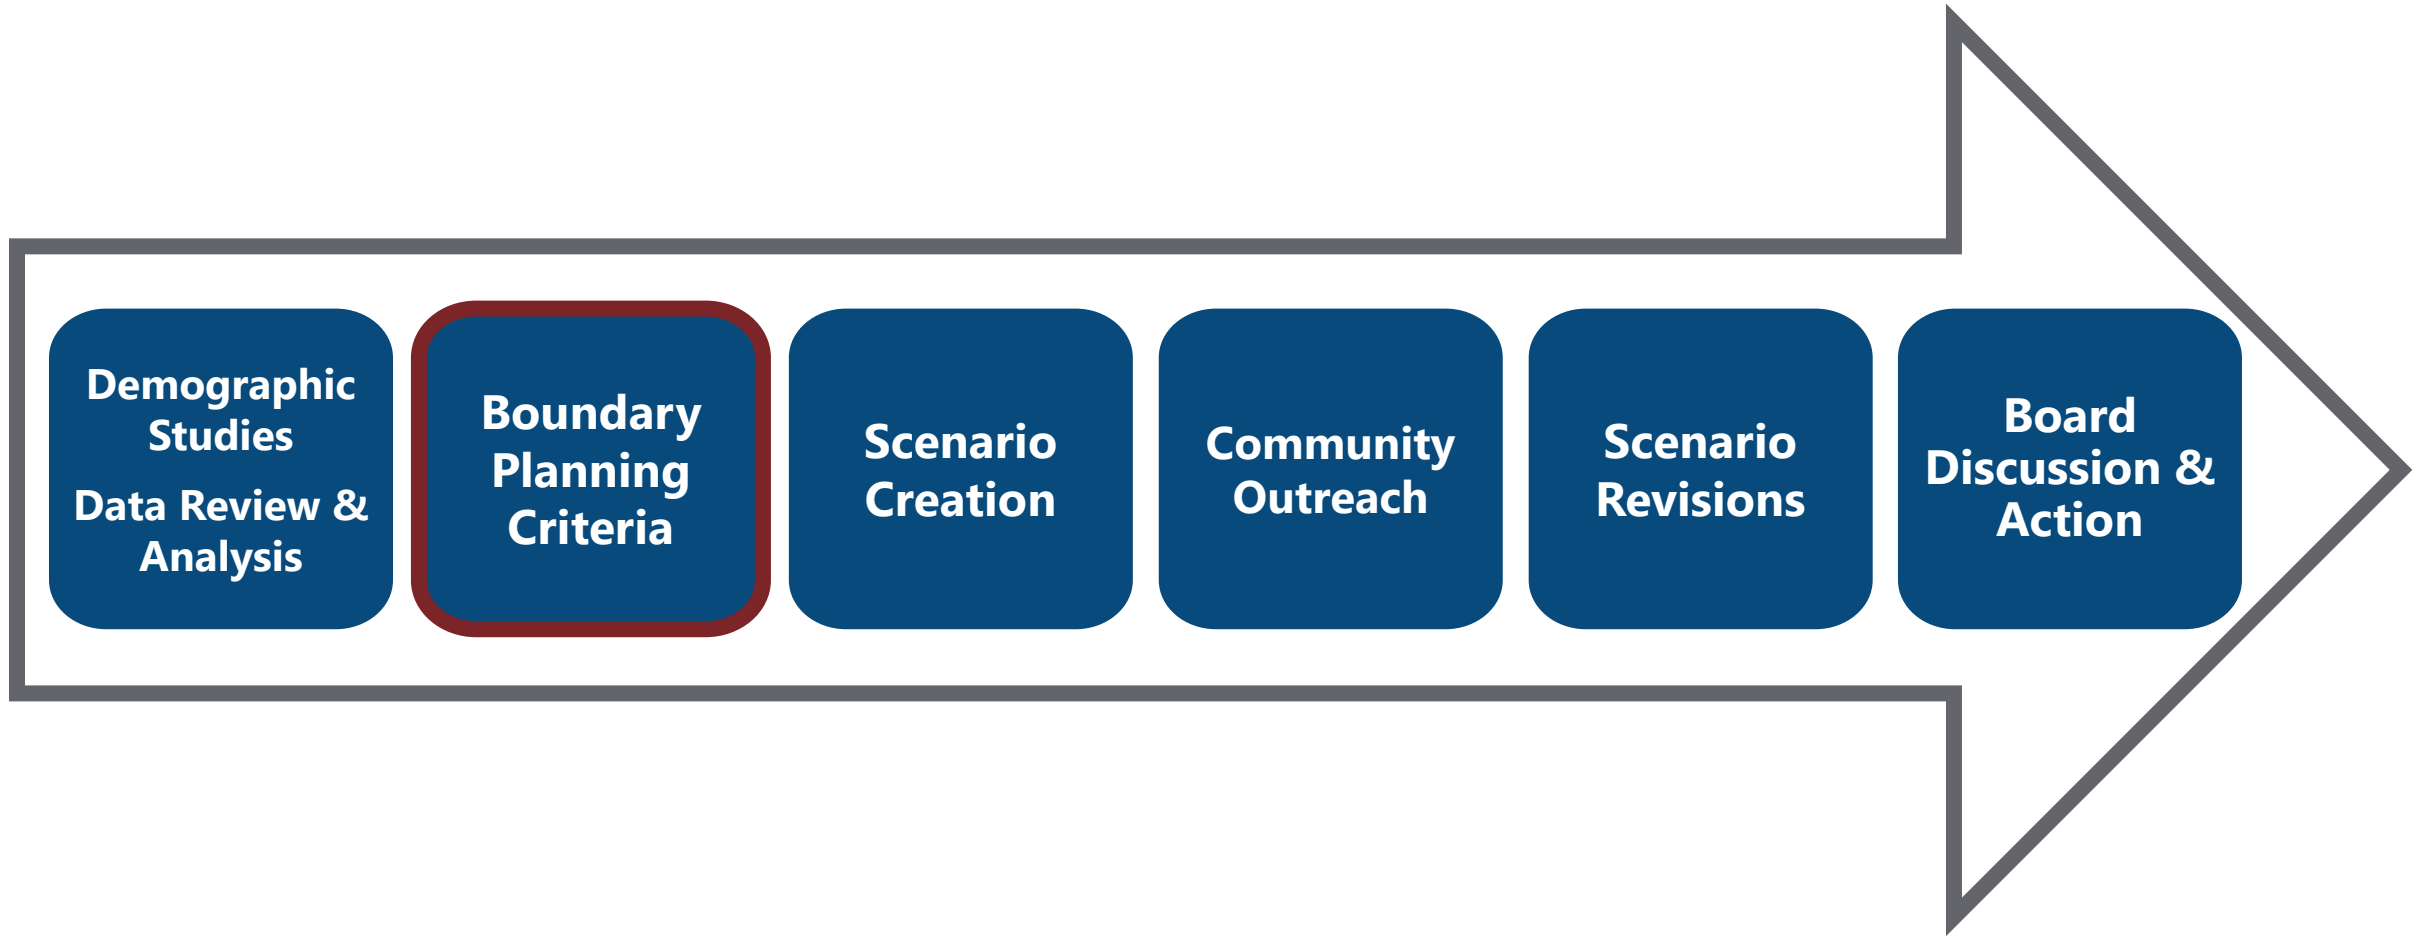 Demographic
Studies
Data Review &
Analysis
Boundary
Planning
Criteria
Scenario
Creation
Community
Outreach
Scenario
Revisions
Board
Discussion &
Action